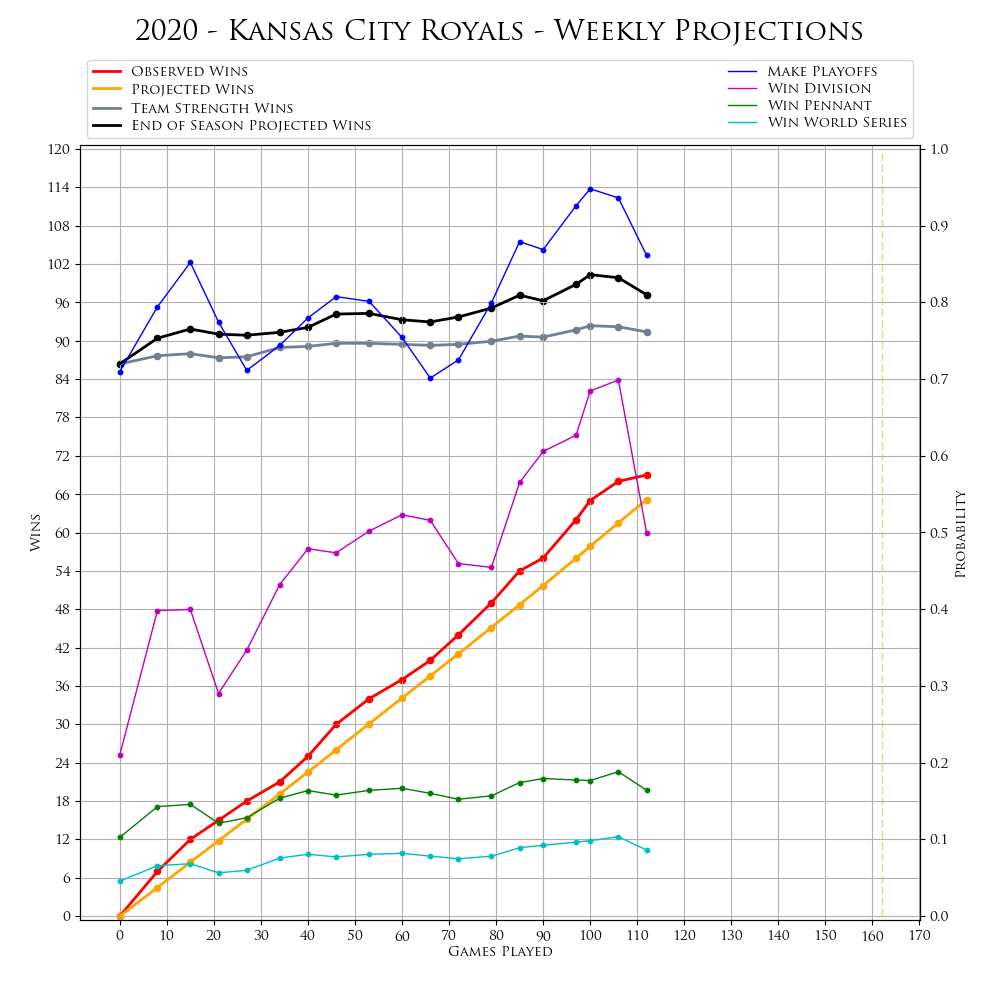 2020 - Kansas City Royals - Weekly Projections
Observed Wins
Projected Wins
Team Strength Wins
End of Season Projected Wins
Make Playoffs
Win Division
Win Pennant
Win World Series
120
114
108
102
96
90
84
78
72
66
60
54
48
42
36
30
24
18
12
6
0
Wins
1.0
0.9
0.8
0.7
0.6
0.5
0.4
0.3
0.2
0.1
0.0
Probability
0 10 20 30 40 50 60 70 80 90 100 110 120 130 140 150 160 170
Games Played